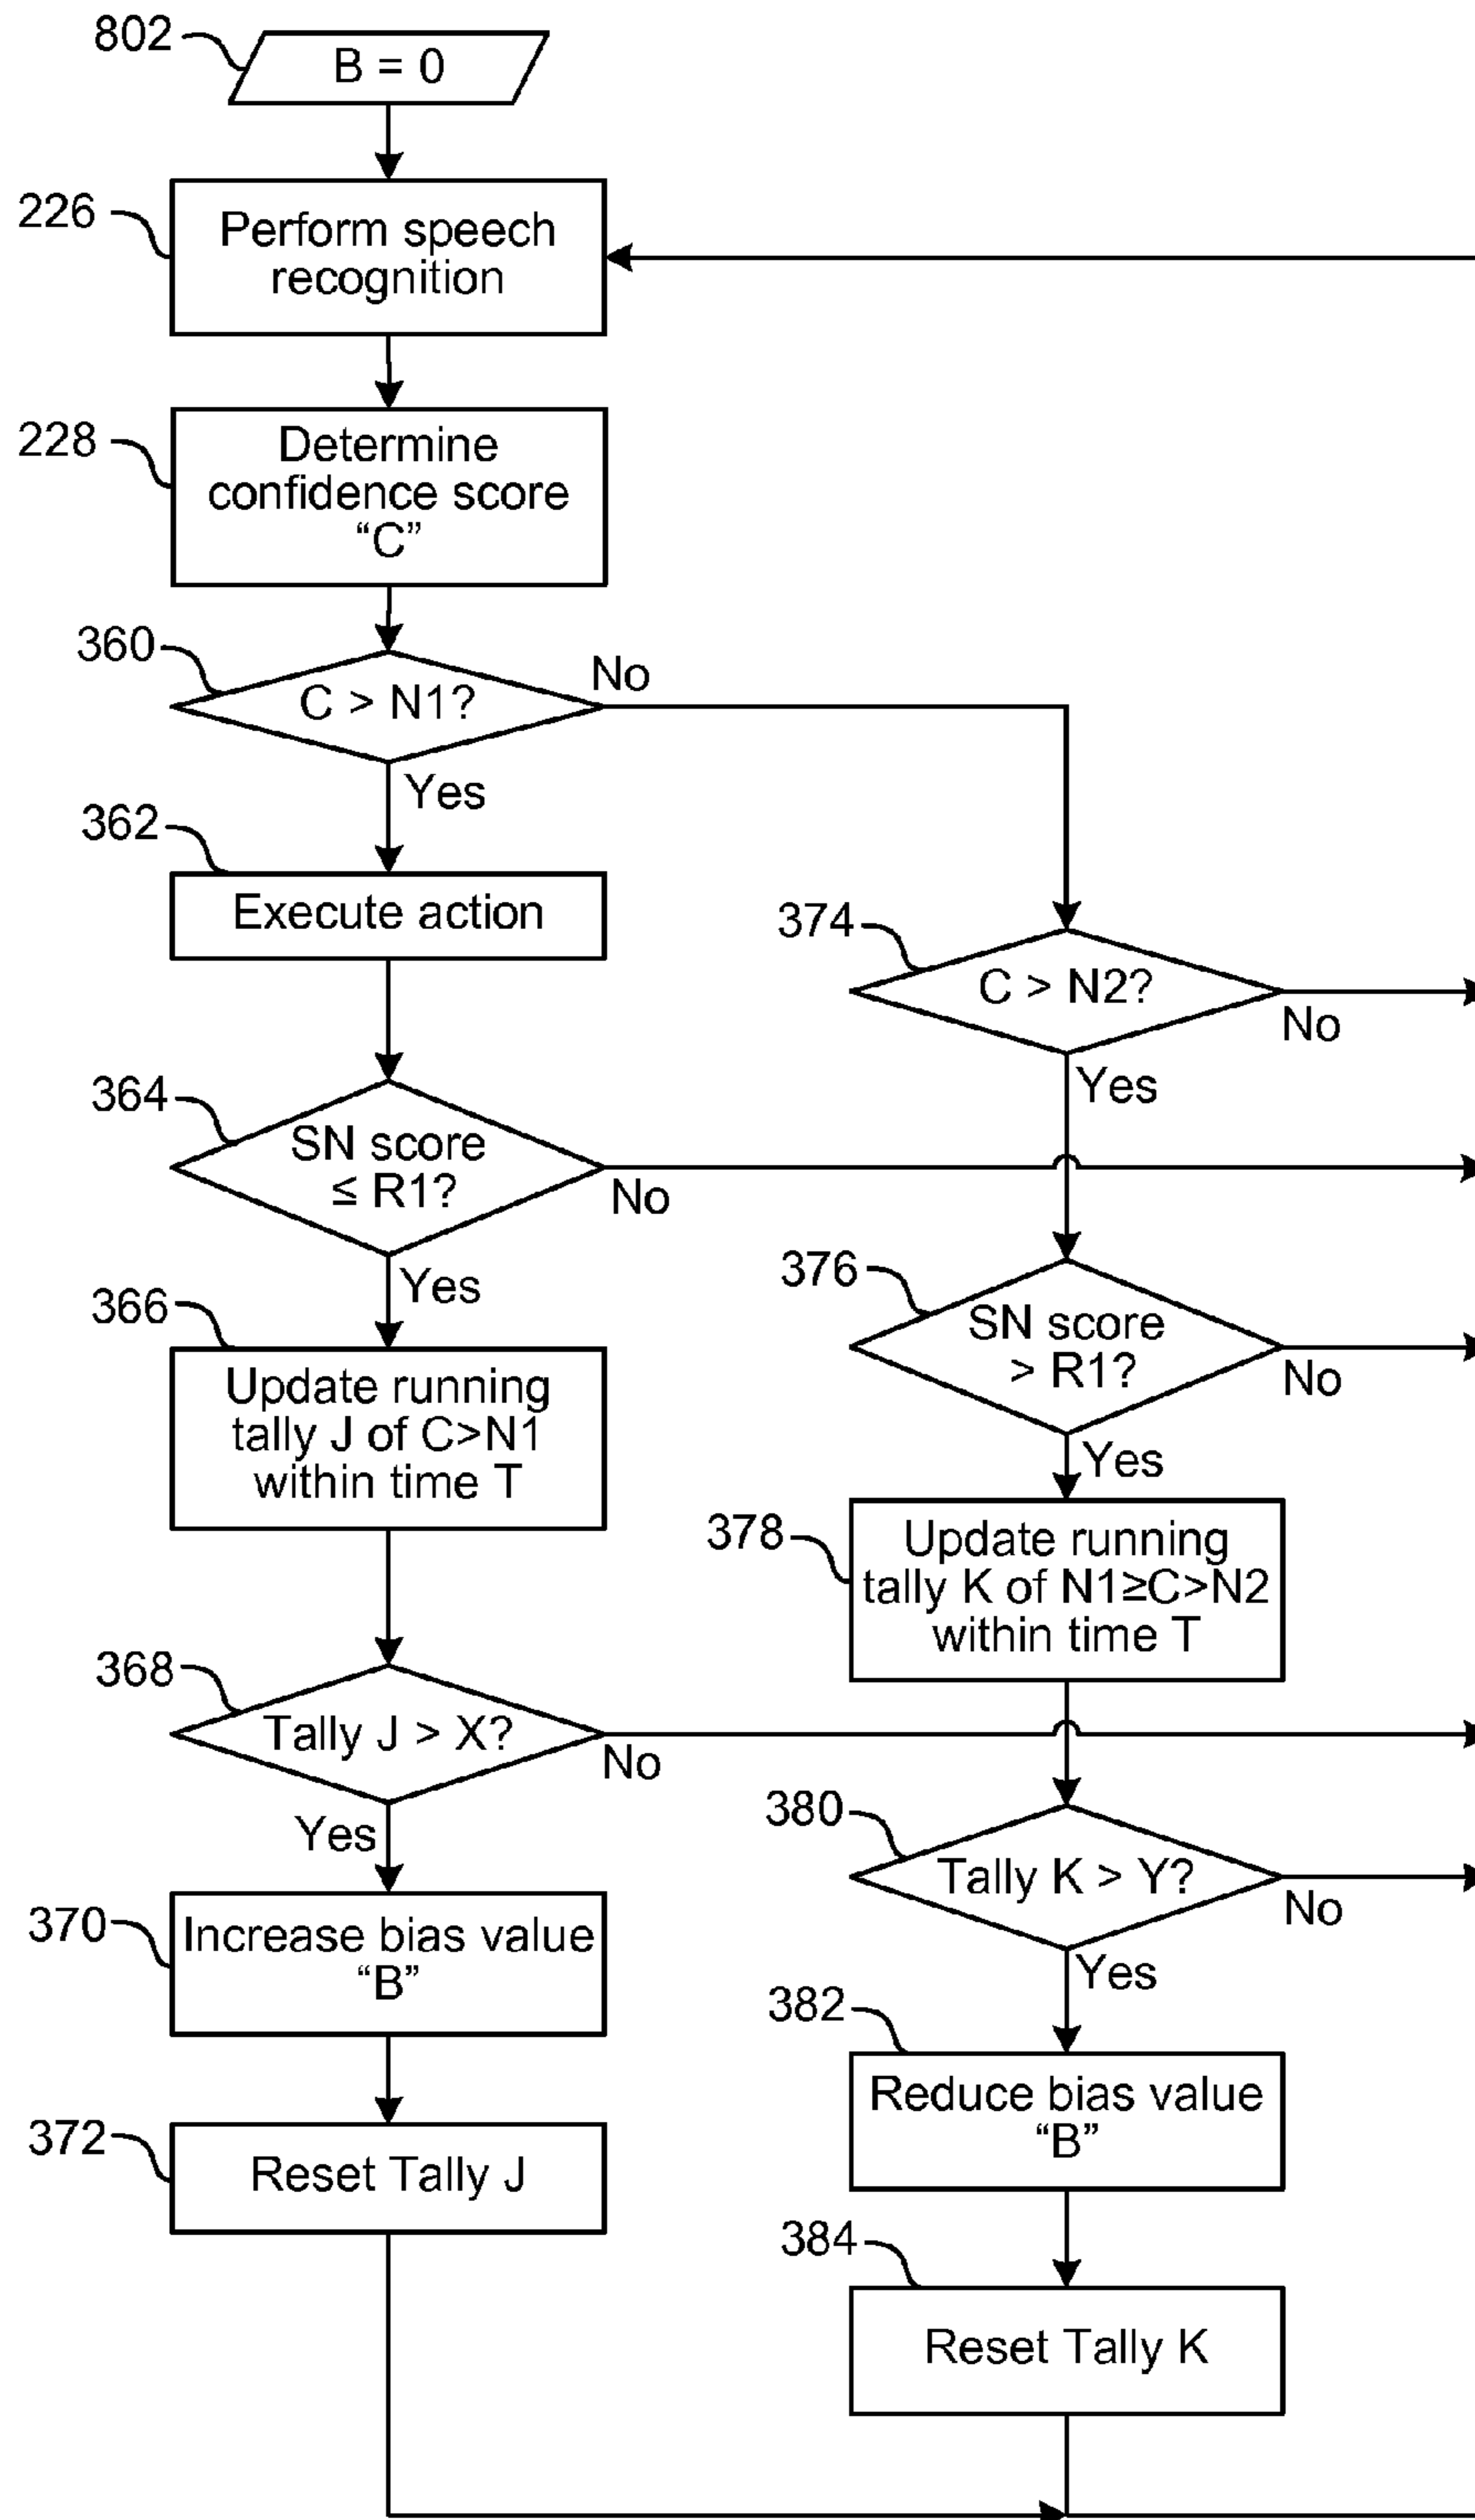 802
B = 0
226
Perform speech
recognition
228
Determine
confidence score
“C”
360
C > N1?
No
Yes
362
Execute action
374
C > N2?
No
Yes
364
SN score
≤ R1?
No
Yes
376
SN score
> R1?
No
Yes
366
Update running
tally J of C>N1
within time T
378
Update running
tally K of N1≥C>N2
within time T
368
Tally J > X?
No
Yes
380
Tally K > Y?
No
Yes
370
Increase bias value
“B”
382
Reduce bias value
“B”
372
Reset Tally J
384
Reset Tally K